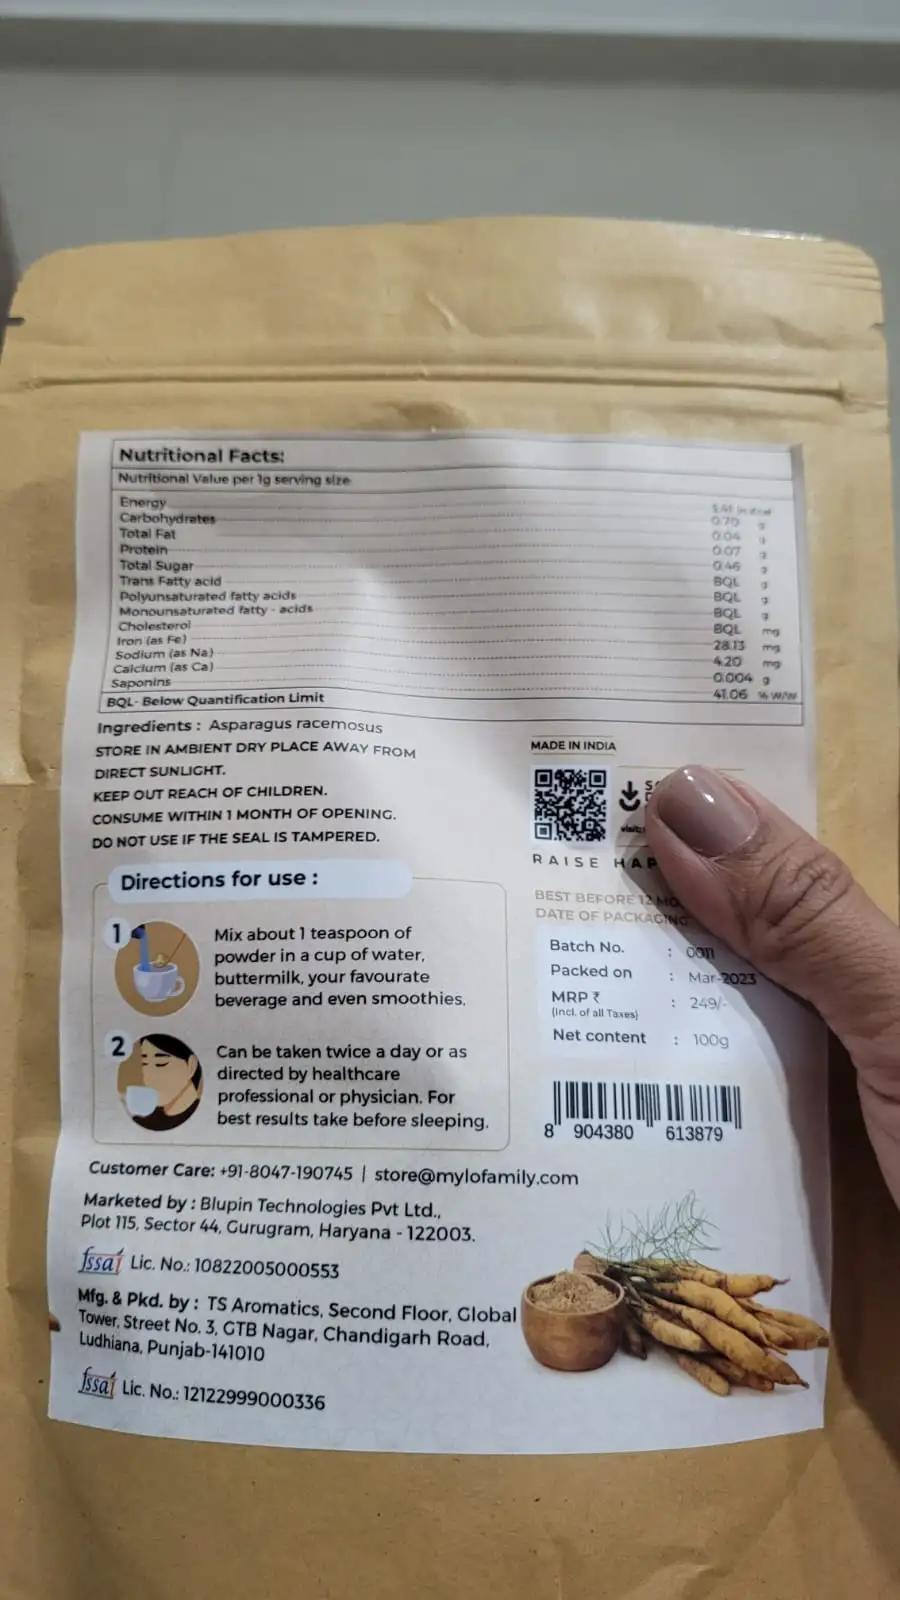 Nutritional Facts:
Nutritional Value per 1g serving size
Energy
Carbohydrates 0.70 g
Total Fat 0.04 g
Protein 0.07 g
Total Sugar 0.46 g
Trans Fatty acid BQL g
Polyunsaturated fatty acids BQL g
Monounsaturated fatty - acids BQL g
Cholesterol BQL mg
Iron (as Fe) 28.13 mg
Sodium (as Na) 4.20 mg
Calcium (as Ca) 0.004 g
Saponins 41.06 % w/w
BQL- Below Quantification Limit
Ingredients : Asparagus racemosus
STORE IN AMBIENT DRY PLACE AWAY FROM
DIRECT SUNLIGHT.
KEEP OUT REACH OF CHILDREN.
CONSUME WITHIN 1 MONTH OF OPENING.
DO NOT USE IF THE SEAL IS TAMPERED.
MADE IN INDIA
RAISE
BEST BEFORE 12
DATE OF PACKAGING
Batch No. : 0011
Packed on : Mar-2023
MRP ₹ : 249/-
(Incl. of all Taxes)
Net content : 100g
8 904380 613879
Directions for use :
1 Mix about 1 teaspoon of
powder in a cup of water,
buttermilk, your favourate
beverage and even smoothies.
2 Can be taken twice a day or as
directed by healthcare
professional or physician. For
best results take before sleeping.
Customer Care: +91-8047-190745 | store@mylofamily.com
Marketed by : Blupin Technologies Pvt Ltd.,
Plot 115, Sector 44, Gurugram, Haryana - 122003.
fssai Lic. No.: 10822005000553
Mfg. & Pkd. by : TS Aromatics, Second Floor, Global
Tower, Street No. 3, GTB Nagar, Chandigarh Road,
Ludhiana, Punjab-141010
fssai Lic. No.: 12122999000336